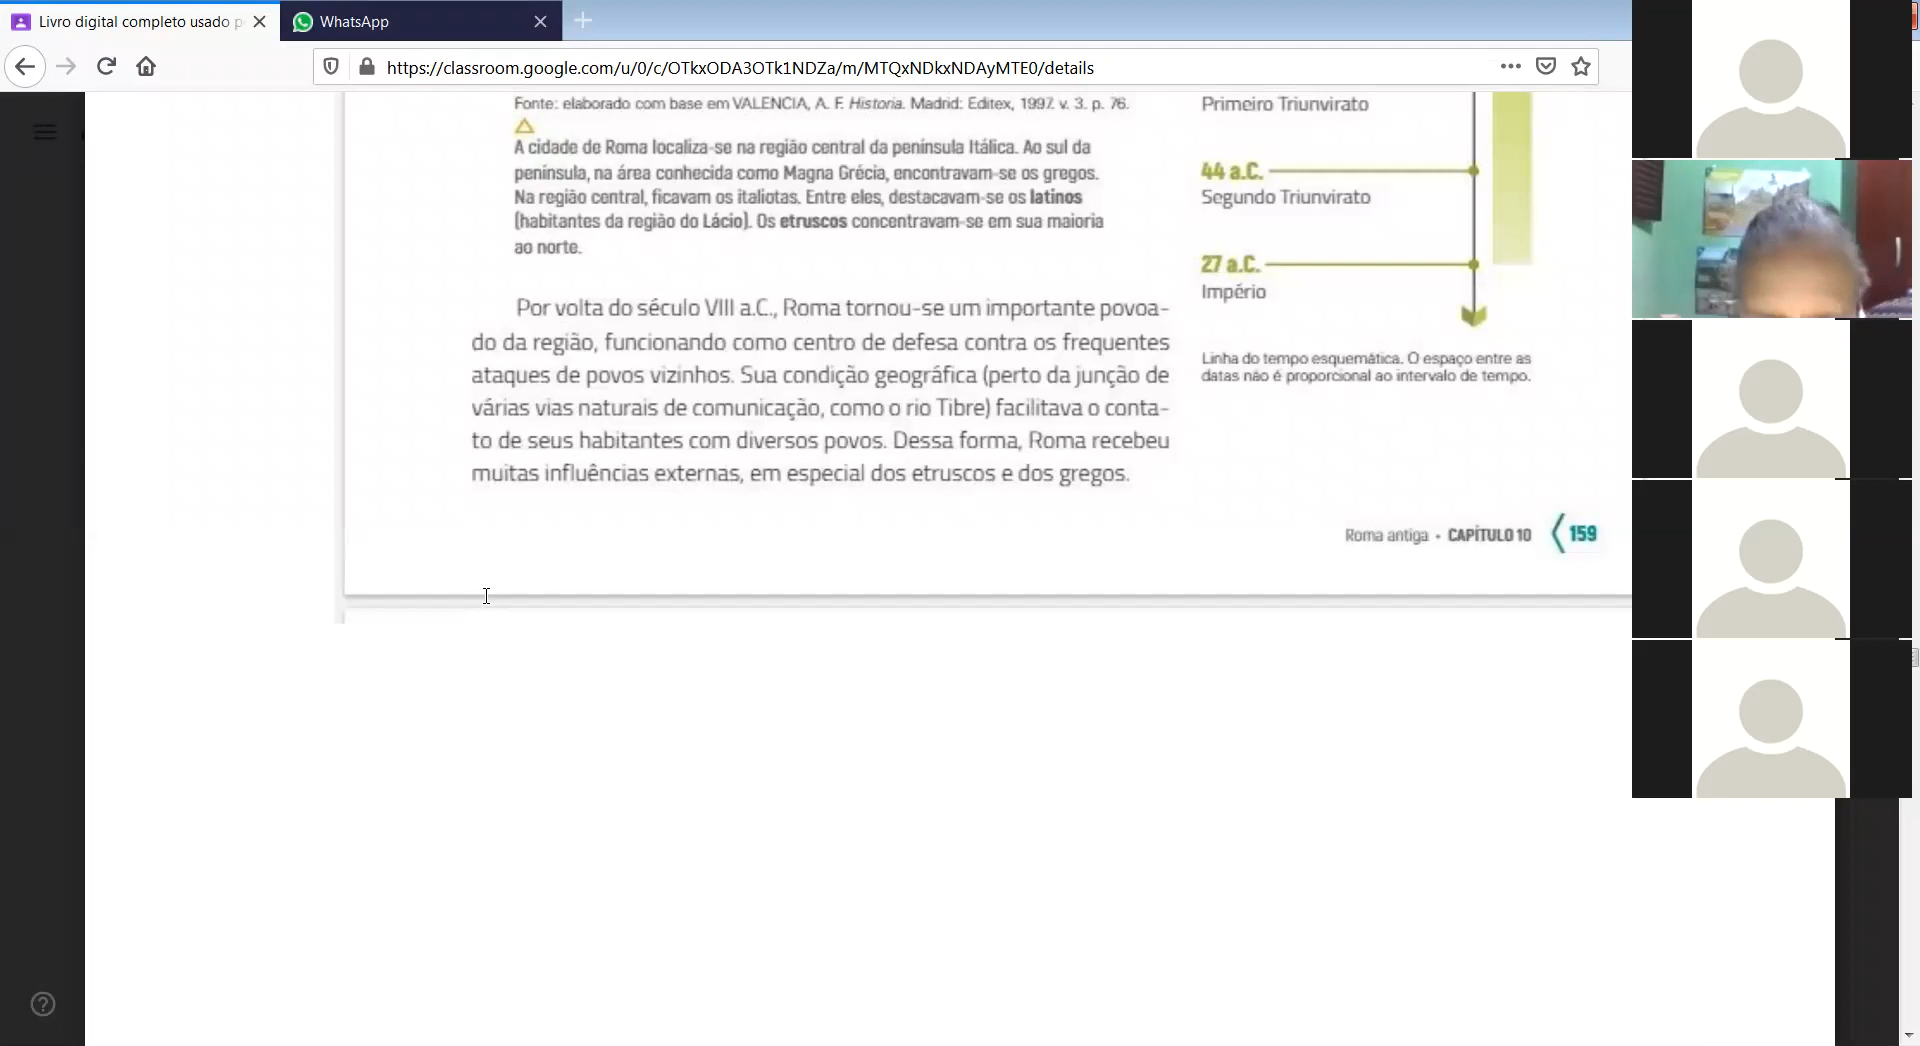 Livro digital completo usado p
WhatsApp
https://classroom.google.com/u/0/c/OTkxODA3OTk1NDZa/m/MTQxNDkxNDAyMTE0/details
Fonte: elaborado com base em VALENCIA, A. F. Historia. Madrid: Editex, 1997. v. 3. p. 76.
A cidade de Roma localiza-se na região central da península Itálica. Ao sul da
península, na área conhecida como Magna Grécia, encontravam-se os gregos.
Na região central, ficavam os italiotas. Entre eles, destacavam-se os latinos
(habitantes da região do Lácio). Os etruscos concentravam-se em sua maioria
ao norte.
Por volta do século VIII a.C., Roma tornou-se um importante povoa-
do da região, funcionando como centro de defesa contra os frequentes
ataques de povos vizinhos. Sua condição geográfica (perto da junção de
várias vias naturais de comunicação, como o rio Tibre) facilitava o conta-
to de seus habitantes com diversos povos. Dessa forma, Roma recebeu
muitas influências externas, em especial dos etruscos e dos gregos.
Primeiro Triunvirato
44 a.C.
Segundo Triunvirato
27 a.C.
Império
Linha do tempo esquemática. O espaço entre as
datas não é proporcional ao intervalo de tempo.
Roma antiga • CAPÍTULO 10 159